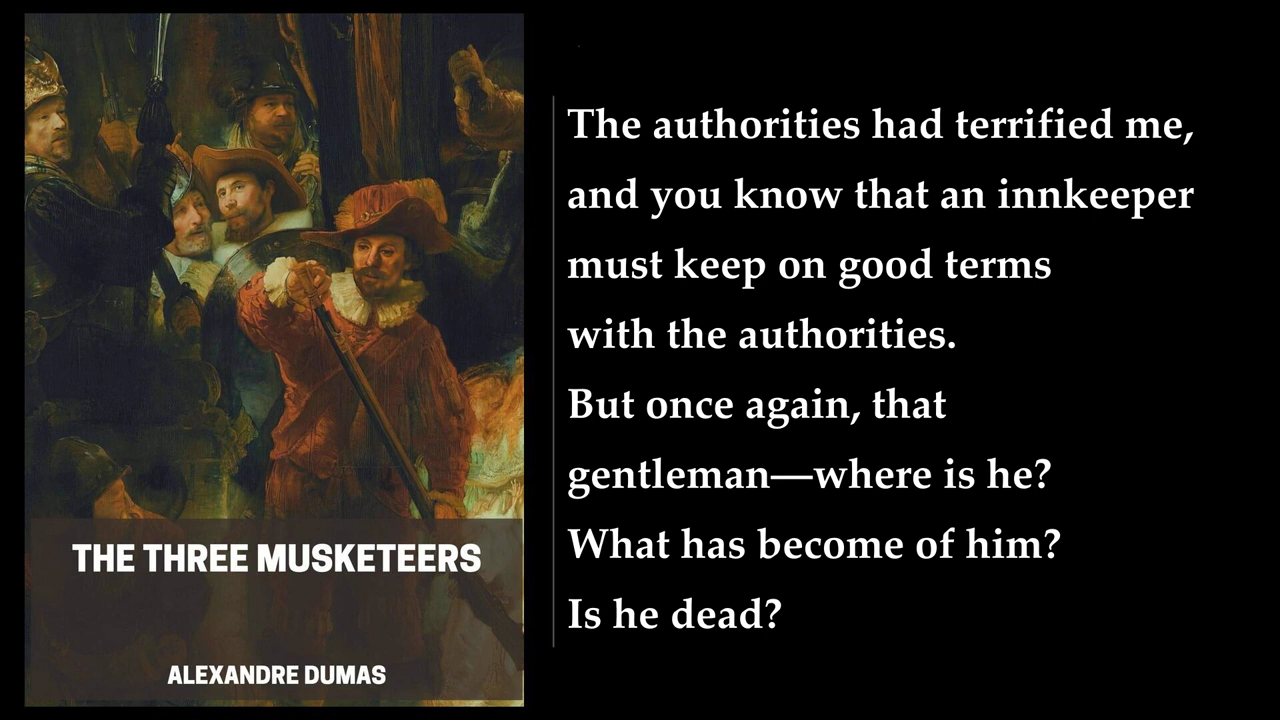 THE THREE MUSKETEERS
ALEXANDRE DUMAS
The authorities had terrified me,
and you know that an innkeeper
must keep on good terms
with the authorities.
But once again, that
gentleman—where is he?
What has become of him?
Is he dead?